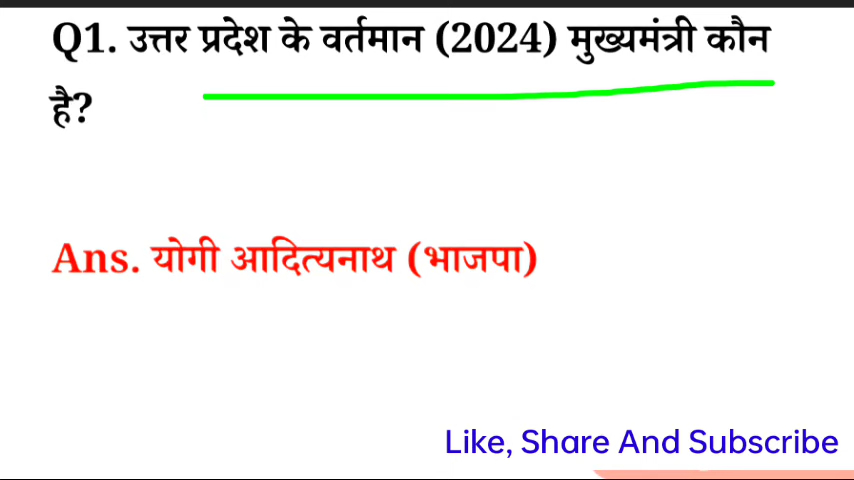 Q1. उत्तर प्रदेश के वर्तमान (2024) मुख्यमंत्री कौन
है?
Ans. योगी आदित्यनाथ (भाजपा)
Like, Share And Subscribe